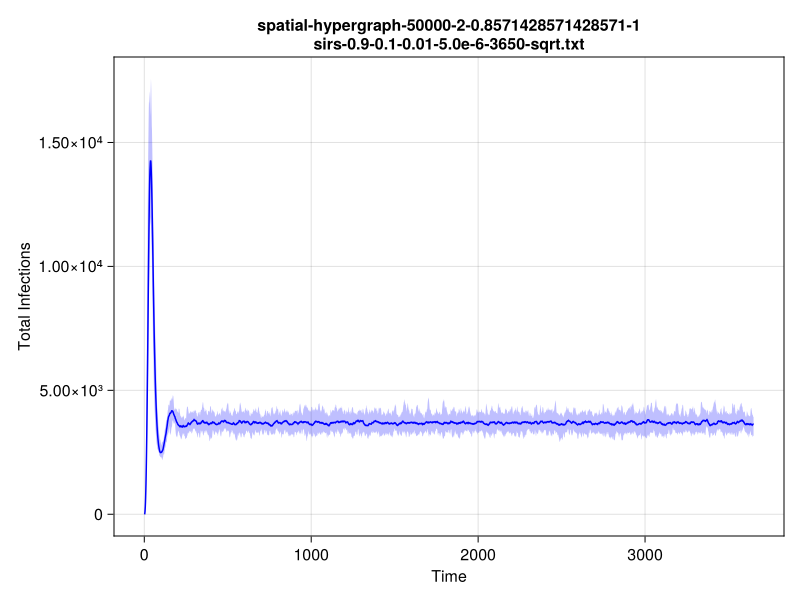 spatial-hypergraph-50000-2-0.8571428571428571-1
sirs-0.9-0.1-0.01-5.0e-6-3650-sqrt.txt
Total Infections
1.50×10⁴
1.00×10⁴
5.00×10³
0
0 1000 2000 3000
Time